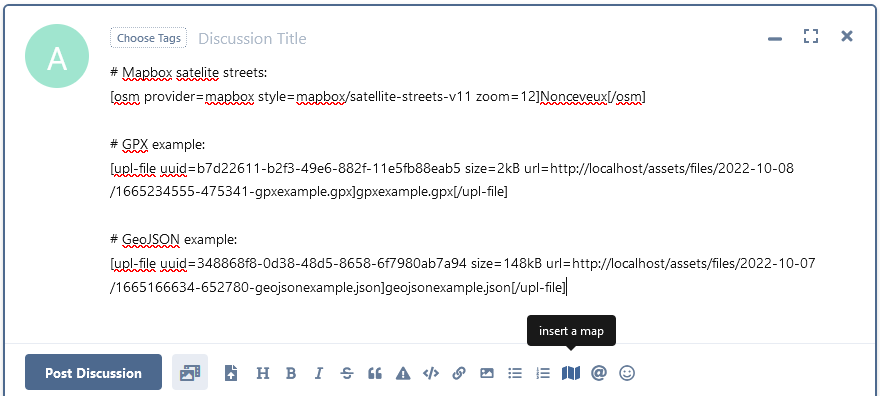 A
Choose Tags
Discussion Title
# Mapbox satelite streets:
[osm provider=mapbox style=mapbox/satellite-streets-v11 zoom=12]Nonceveux[/osm]
# GPX example:
[upl-file uuid=b7d22611-b2f3-49e6-882f-11e5fb88eab5 size=2kB url=http://localhost/assets/files/2022-10-08
/1665234555-475341-gpxexample.gpx]gpxexample.gpx[/upl-file]
# GeoJSON example:
[upl-file uuid=348868f8-0d38-48d5-8658-6f7980ab7a94 size=148kB url=http://localhost/assets/files/2022-10-07
/1665166634-652780-geojsonexample.json]geojsonexample.json[/upl-file]
insert a map
Post Discussion